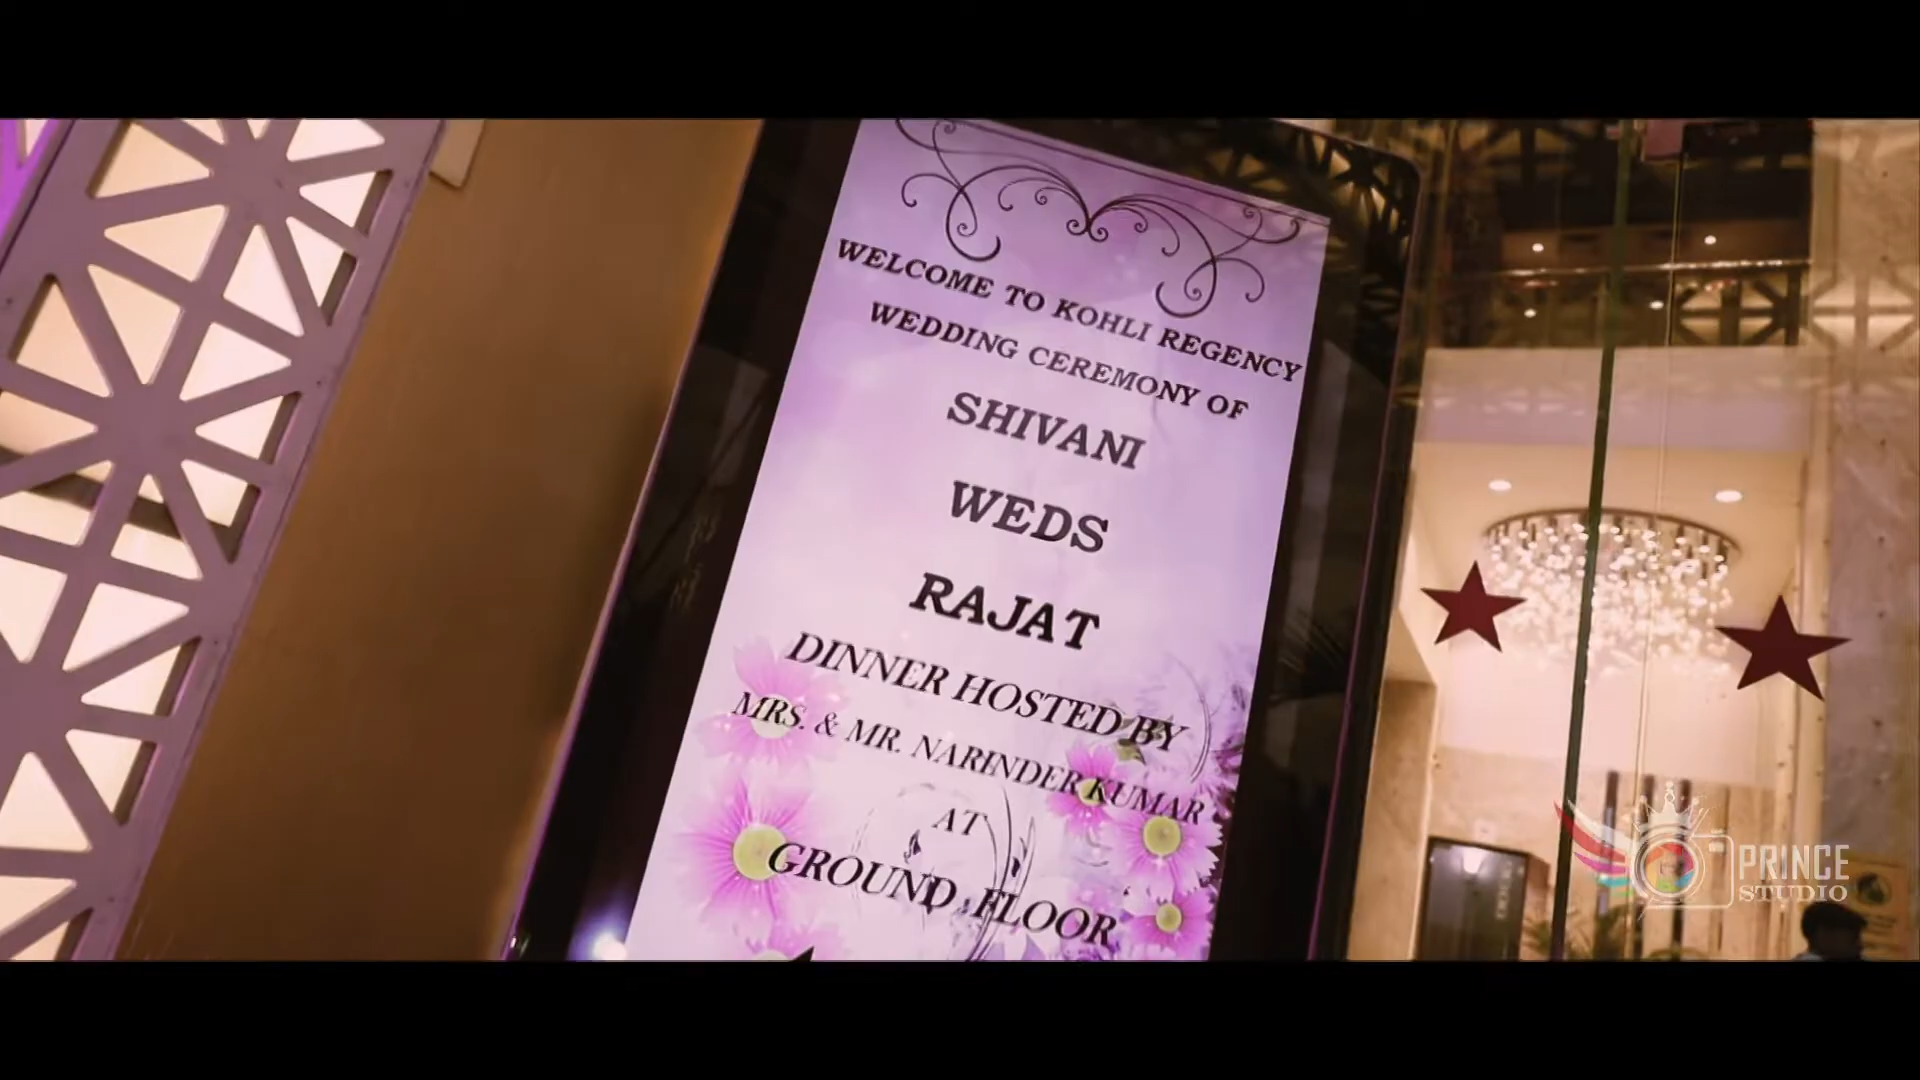 WELCOME TO KOHLI REGENCY
WEDDING CEREMONY OF
SHIVANI
WEDS
RAJAT
DINNER HOSTED BY
MRS. & MR. NARINDER KUMAR
AT
GROUND FLOOR
PRINCE
STUDIO